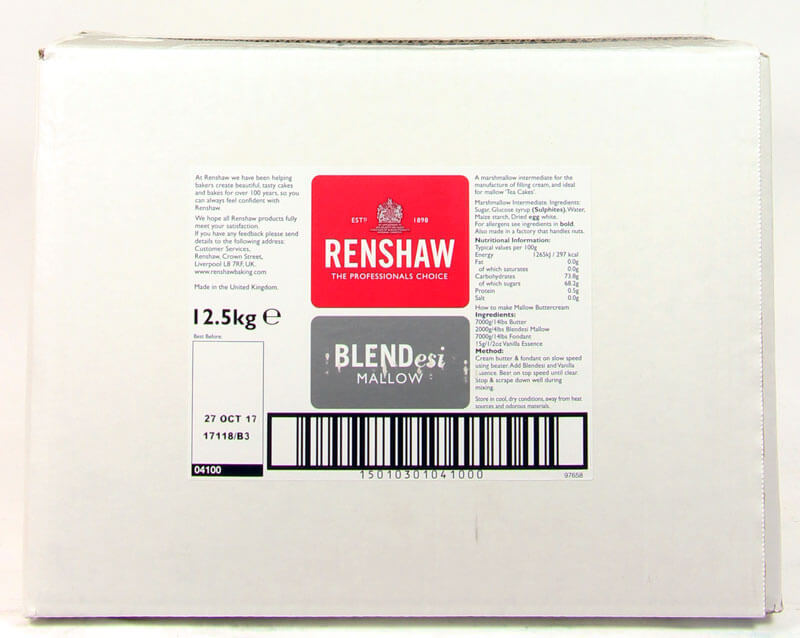 At Renshaw we have been helping
bakers create beautiful, tasty cakes
and bakes for over 100 years, so you
can always feel confident with
Renshaw.
We hope all Renshaw products fully
meet your satisfaction.
If you have any feedback please send
details to the following address:
Customer Services,
Renshaw, Crown Street,
Liverpool L8 7RF, UK.
www.renshawbaking.com
Made in the United Kingdom.
12.5kg ℮
Best Before:
27 OCT 17
17118/B3
04100
ESTD 1898
RENSHAW
THE PROFESSIONALS CHOICE
BLENDesi
MALLOW
A marshmallow intermediate for the
manufacture of filling cream, and ideal
for mallow 'Tea Cakes'.
Marshmallow Intermediate. Ingredients:
Sugar, Glucose syrup (Sulphites), Water,
Maize starch, Dried egg white.
For allergens see ingredients in bold.
Also made in a factory that handles nuts.
Nutritional Information:
Typical values per 100g
Energy 1265kJ / 297 kcal
Fat 0.0g
of which saturates 0.0g
Carbohydrates 73.8g
of which sugars 68.2g
Protein 0.5g
Salt 0.0g
How to make Mallow Buttercream
Ingredients:
7000g/14lbs Butter
2000g/4lbs Blendesi Mallow
7000g/14lbs Fondant
15g/1/2oz Vanilla Essence
Method:
Cream butter & fondant on slow speed
using beater. Add Blendesi and Vanilla
Essence. Beat on top speed until clear.
Stop & scrape down well during
mixing.
Store in cool, dry conditions, away from heat
sources and odorous materials.
15010301041000
97658